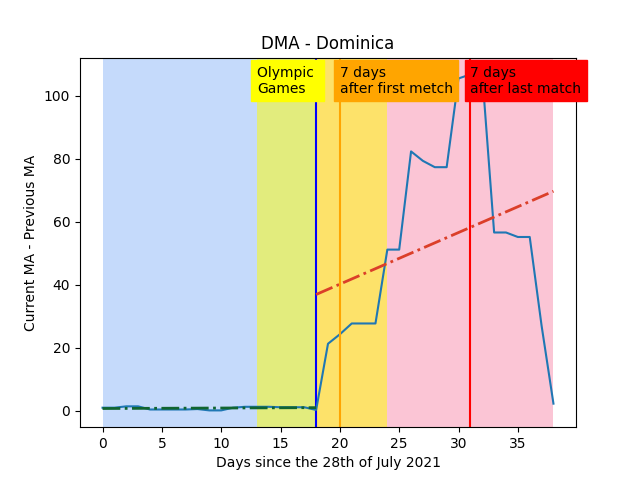 DMA - Dominica
Olympic
Games
7 days
after first metch
7 days
after last match
Current MA - Previous MA
100
80
60
40
20
0
0 5 10 15 20 25 30 35
Days since the 28th of July 2021